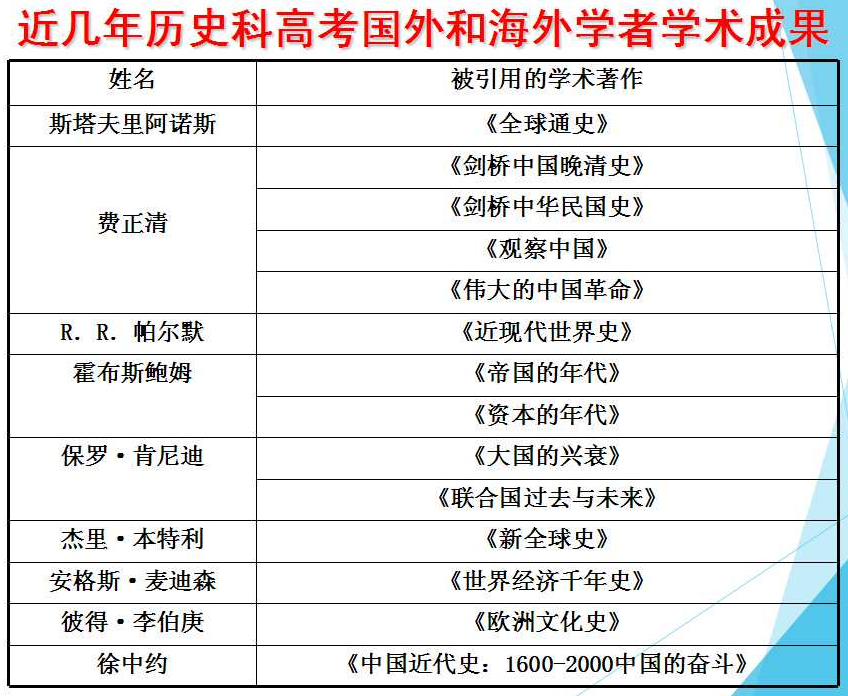 近几年历史科高考国外和海外学者学术成果
姓名 被引用的学术著作
斯塔夫里阿诺斯 《全球通史》
费正清 《剑桥中国晚清史》
《剑桥中华民国史》
《观察中国》
《伟大的中国革命》
R．R．帕尔默 《近现代世界史》
霍布斯鲍姆 《帝国的年代》
《资本的年代》
保罗·肯尼迪 《大国的兴衰》
《联合国过去与未来》
杰里·本特利 《新全球史》
安格斯·麦迪森 《世界经济千年史》
彼得·李伯庚 《欧洲文化史》
徐中约 《中国近代史：1600-2000中国的奋斗》